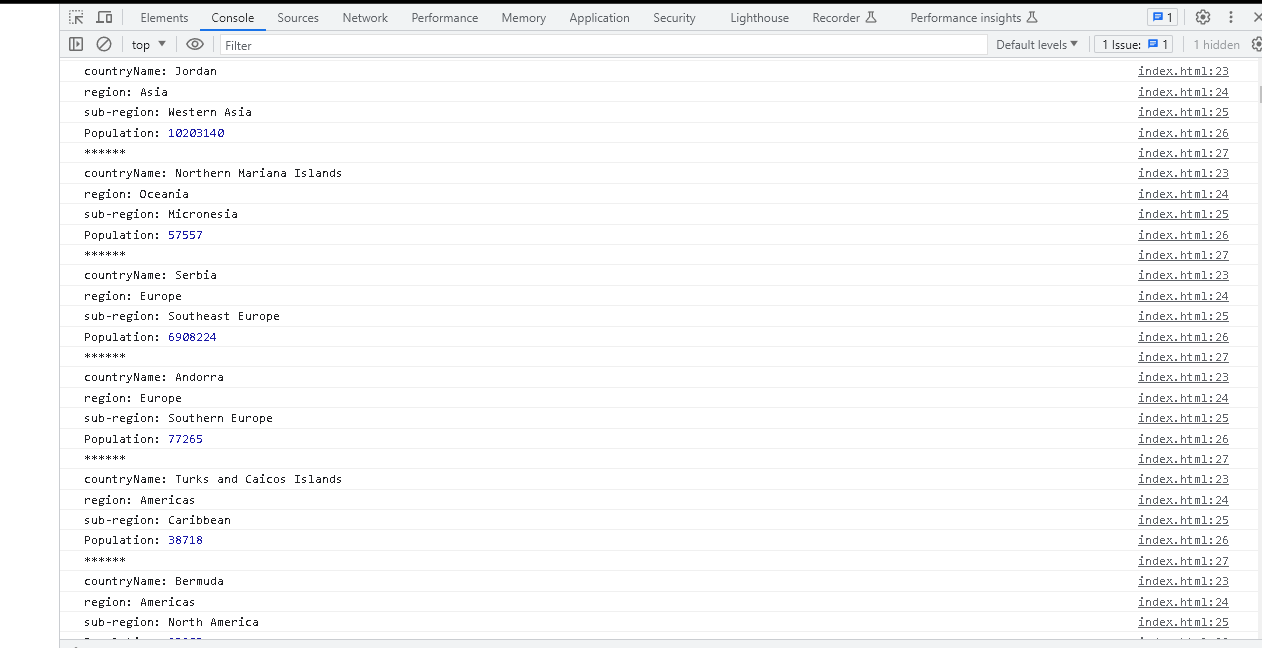 Elements Console Sources Network Performance Memory Application Security Lighthouse Recorder Performance insights 1
top Filter Default levels 1 Issue: 1 1 hidden
countryName: Jordan index.html:23
region: Asia index.html:24
sub-region: Western Asia index.html:25
Population: 10203140 index.html:26
****** index.html:27
countryName: Northern Mariana Islands index.html:23
region: Oceania index.html:24
sub-region: Micronesia index.html:25
Population: 57557 index.html:26
****** index.html:27
countryName: Serbia index.html:23
region: Europe index.html:24
sub-region: Southeast Europe index.html:25
Population: 6908224 index.html:26
****** index.html:27
countryName: Andorra index.html:23
region: Europe index.html:24
sub-region: Southern Europe index.html:25
Population: 77265 index.html:26
****** index.html:27
countryName: Turks and Caicos Islands index.html:23
region: Americas index.html:24
sub-region: Caribbean index.html:25
Population: 38718 index.html:26
****** index.html:27
countryName: Bermuda index.html:23
region: Americas index.html:24
sub-region: North America index.html:25